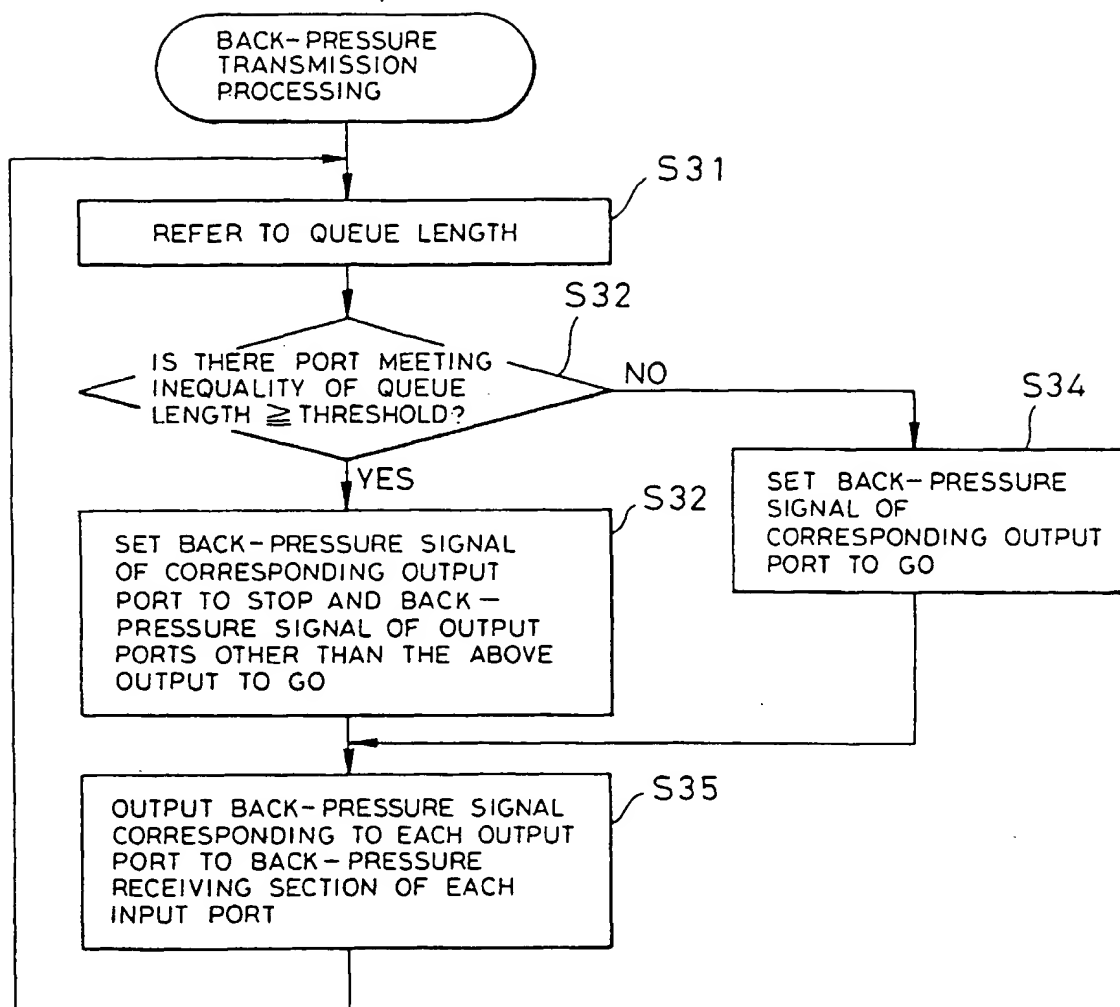 BACK-PRESSURE
TRANSMISSION
PROCESSING
S31
REFER TO QUEUE LENGTH
S32
IS THERE PORT MEETING
INEQUALITY OF QUEUE
LENGTH ≧ THRESHOLD?
NO
S34
YES
S32
SET BACK-PRESSURE
SIGNAL OF
CORRESPONDING OUTPUT
PORT TO GO
SET BACK-PRESSURE SIGNAL
OF CORRESPONDING OUTPUT
PORT TO STOP AND BACK-
PRESSURE SIGNAL OF OUTPUT
PORTS OTHER THAN THE ABOVE
OUTPUT TO GO
S35
OUTPUT BACK-PRESSURE SIGNAL
CORRESPONDING TO EACH OUTPUT
PORT TO BACK-PRESSURE
RECEIVING SECTION OF EACH
INPUT PORT